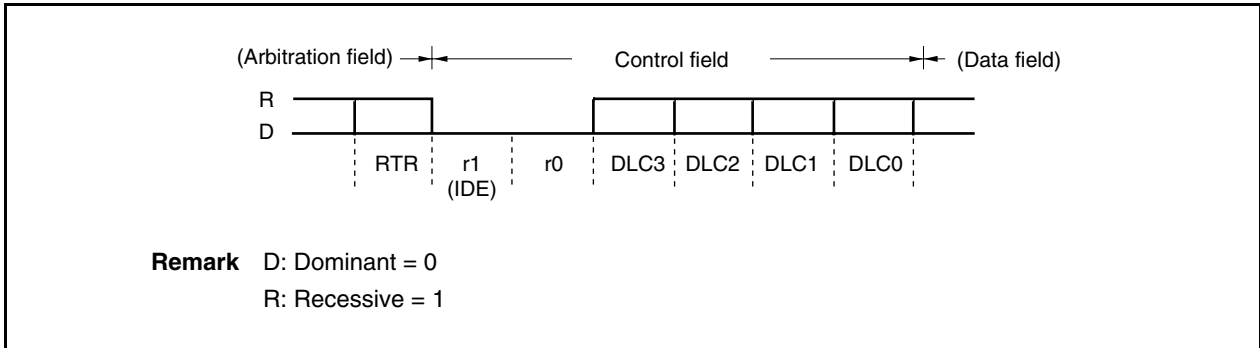 (Arbitration field) Control field (Data field)
R
D
RTR r1 r0 DLC3 DLC2 DLC1 DLC0
(IDE)
Remark D: Dominant = 0
R: Recessive = 1